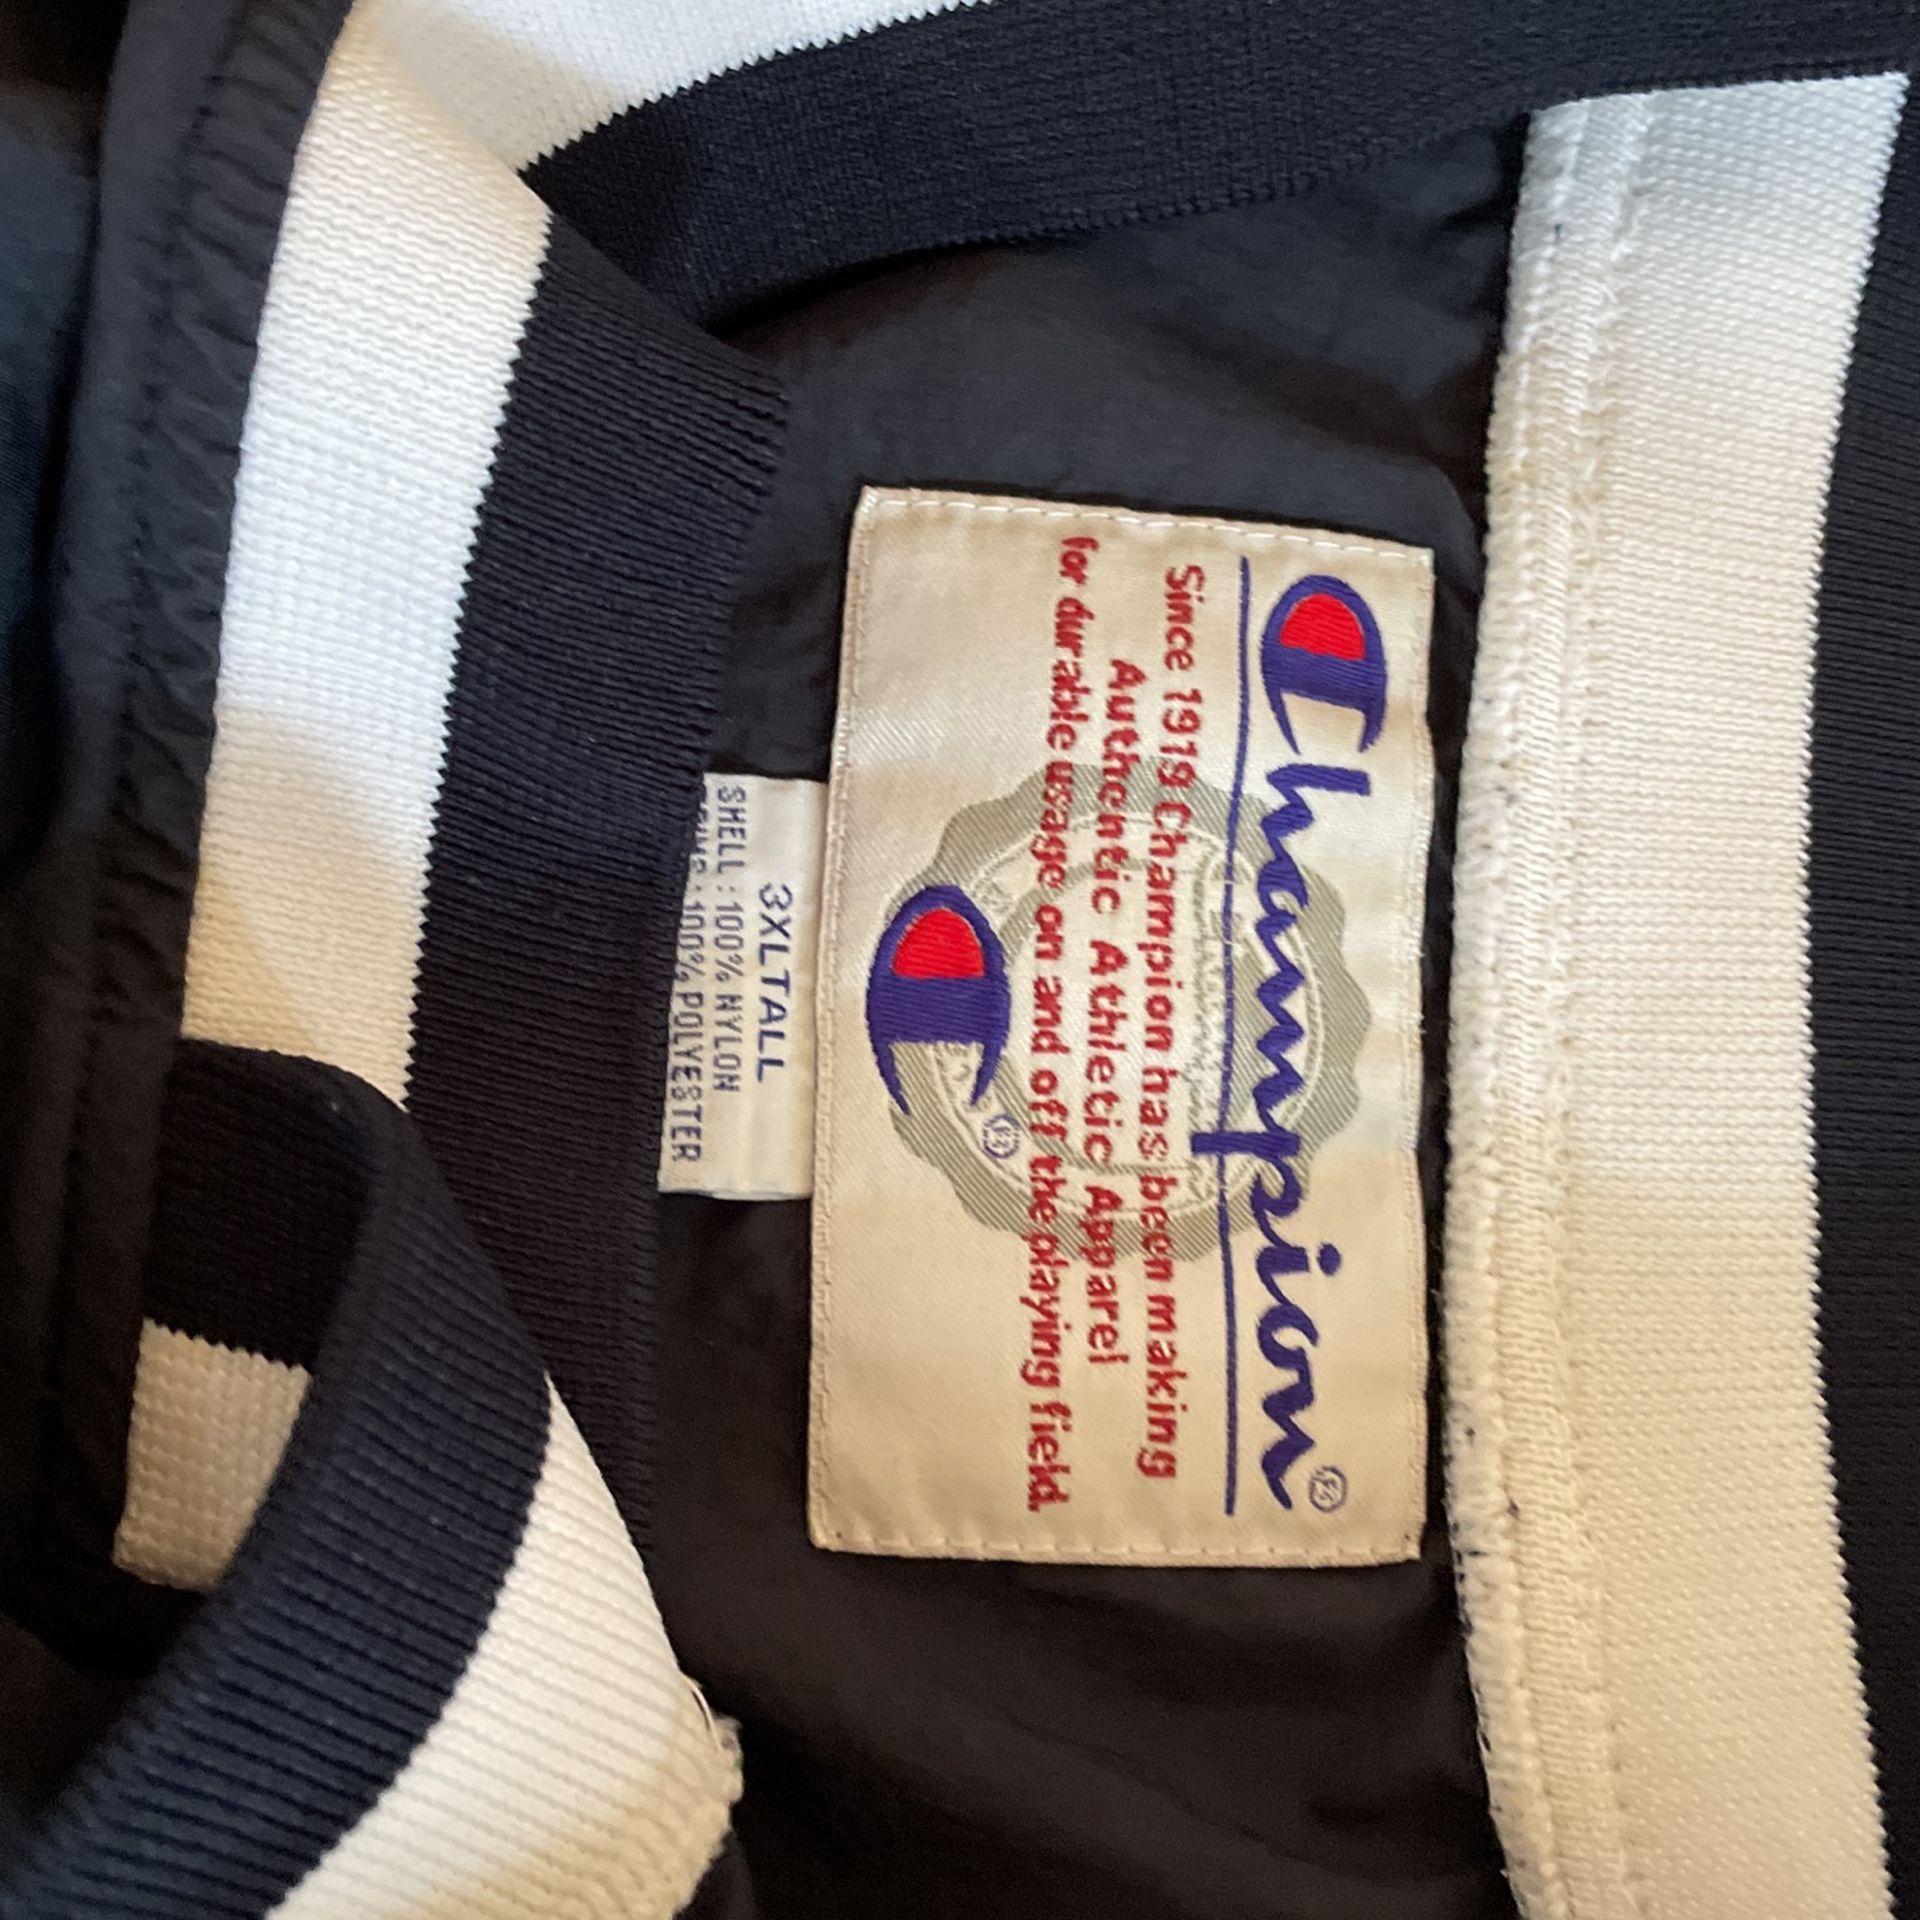 Champion
Since 1919 Champion has been making
Authentic Athletic Apparel
for durable usage on and off the playing field.
3XLTALL
SHELL: 100% NYLON
100% POLYESTER